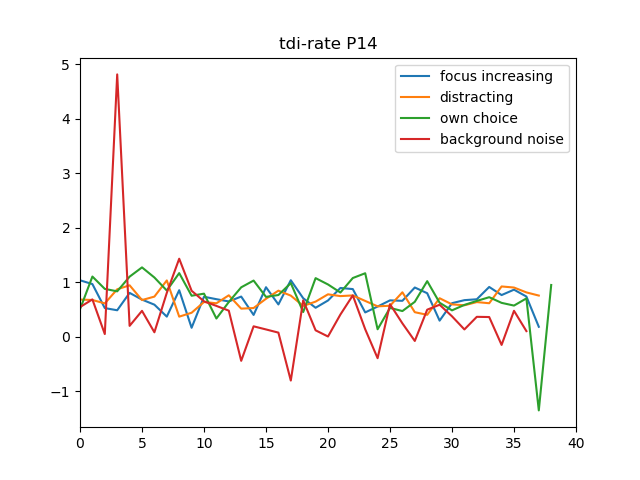 tdi-rate P14
focus increasing
distracting
own choice
background noise
5
4
3
2
1
0
−1
0 5 10 15 20 25 30 35 40